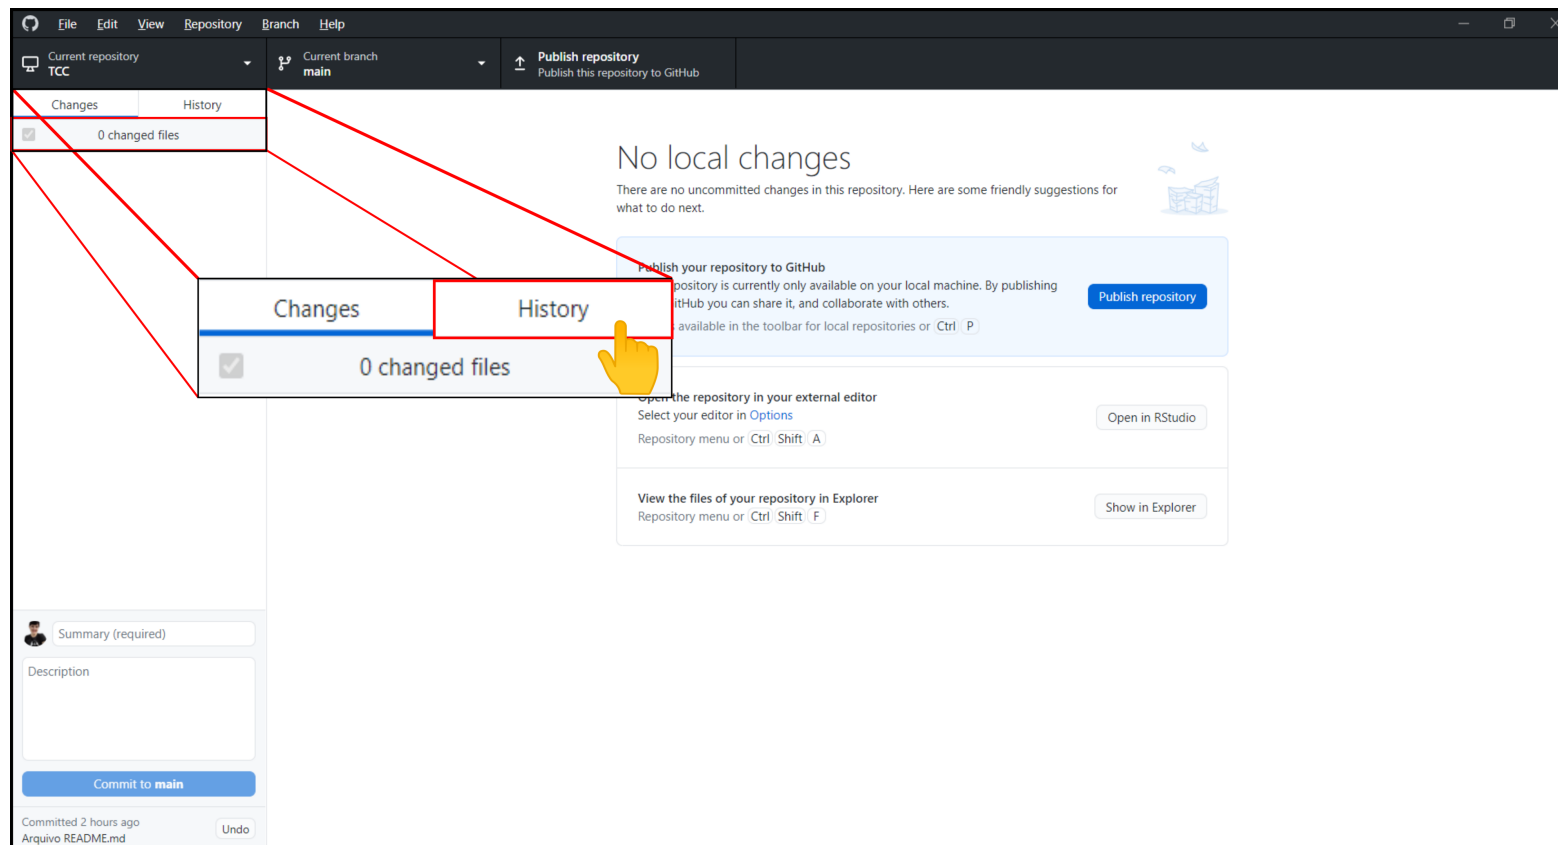 File Edit View Repository Branch Help
Current repository
TCC
Current branch
main
Publish repository
Publish this repository to GitHub
Changes History
0 changed files
No local changes
There are no uncommitted changes in this repository. Here are some friendly suggestions for
what to do next.
Publish your repository to GitHub
repository is currently only available on your local machine. By publishing
GitHub you can share it, and collaborate with others.
available in the toolbar for local repositories or Ctrl P
Publish repository
Changes History
0 changed files
Open the repository in your external editor
Select your editor in Options
Repository menu or Ctrl Shift A
Open in RStudio
View the files of your repository in Explorer
Repository menu or Ctrl Shift F
Show in Explorer
Summary (required)
Description
Commit to main
Committed 2 hours ago
Arquivo README.md
Undo